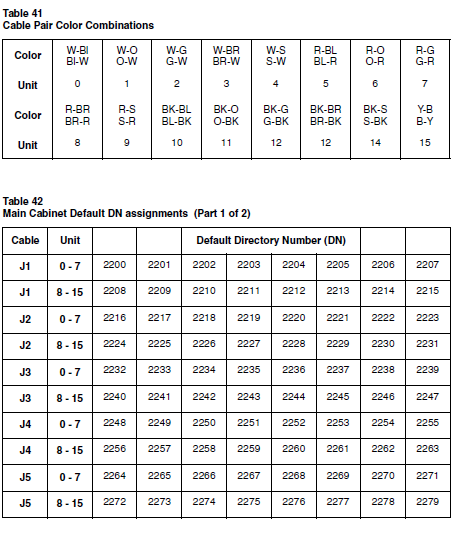 Table 41
Cable Pair Color Combinations
Color W-Bl W-O W-G W-BR W-S R-BL R-O R-G
Bl-W O-W G-W BR-W S-W BL-R O-R G-R
Unit 0 1 2 3 4 5 6 7
Color R-BR R-S BK-BL BK-O BK-G BK-BR BK-S Y-B
BR-R S-R BL-BK O-BK G-BK BR-BK S-BK B-Y
Unit 8 9 10 11 12 12 14 15
Table 42
Main Cabinet Default DN assignments (Part 1 of 2)
Cable Unit Default Directory Number (DN)
J1 0 - 7 2200 2201 2202 2203 2204 2205 2206 2207
J1 8 - 15 2208 2209 2210 2211 2212 2213 2214 2215
J2 0 - 7 2216 2217 2218 2219 2220 2221 2222 2223
J2 8 - 15 2224 2225 2226 2227 2228 2229 2230 2231
J3 0 - 7 2232 2233 2234 2235 2236 2237 2238 2239
J3 8 - 15 2240 2241 2242 2243 2244 2245 2246 2247
J4 0 - 7 2248 2249 2250 2251 2252 2253 2254 2255
J4 8 - 15 2256 2257 2258 2259 2260 2261 2262 2263
J5 0 - 7 2264 2265 2266 2267 2268 2269 2270 2271
J5 8 - 15 2272 2273 2274 2275 2276 2277 2278 2279